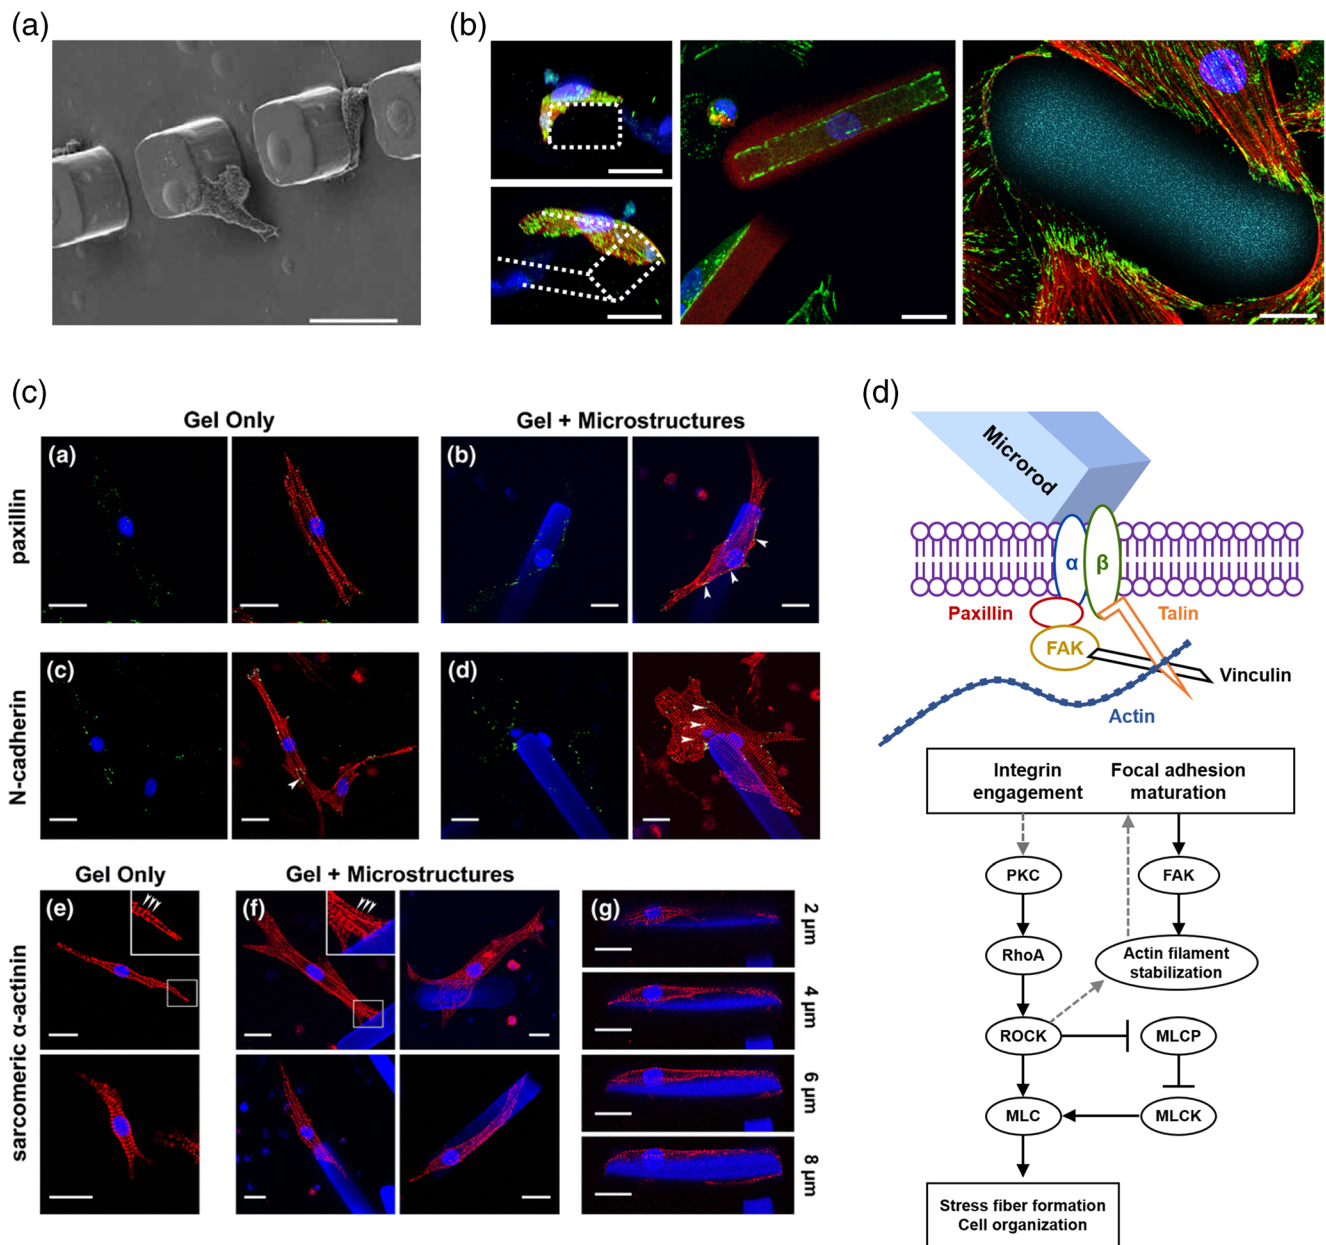 (a)
(b)
(c)
Gel Only
Gel + Microstructures
paxillin
(a)
(b)
N-cadherin
(c)
(d)
Gel Only
Gel + Microstructures
sarcomeric α-actinin
(e)
(f)
(g)
2 µm
4 µm
6 µm
8 µm
(d)
Microrod
α
β
Paxillin
Talin
FAK
Vinculin
Actin
Integrin
engagement
Focal adhesion
maturation
PKC
FAK
RhoA
Actin filament
stabilization
ROCK
MLCP
MLC
MLCK
Stress fiber formation
Cell organization